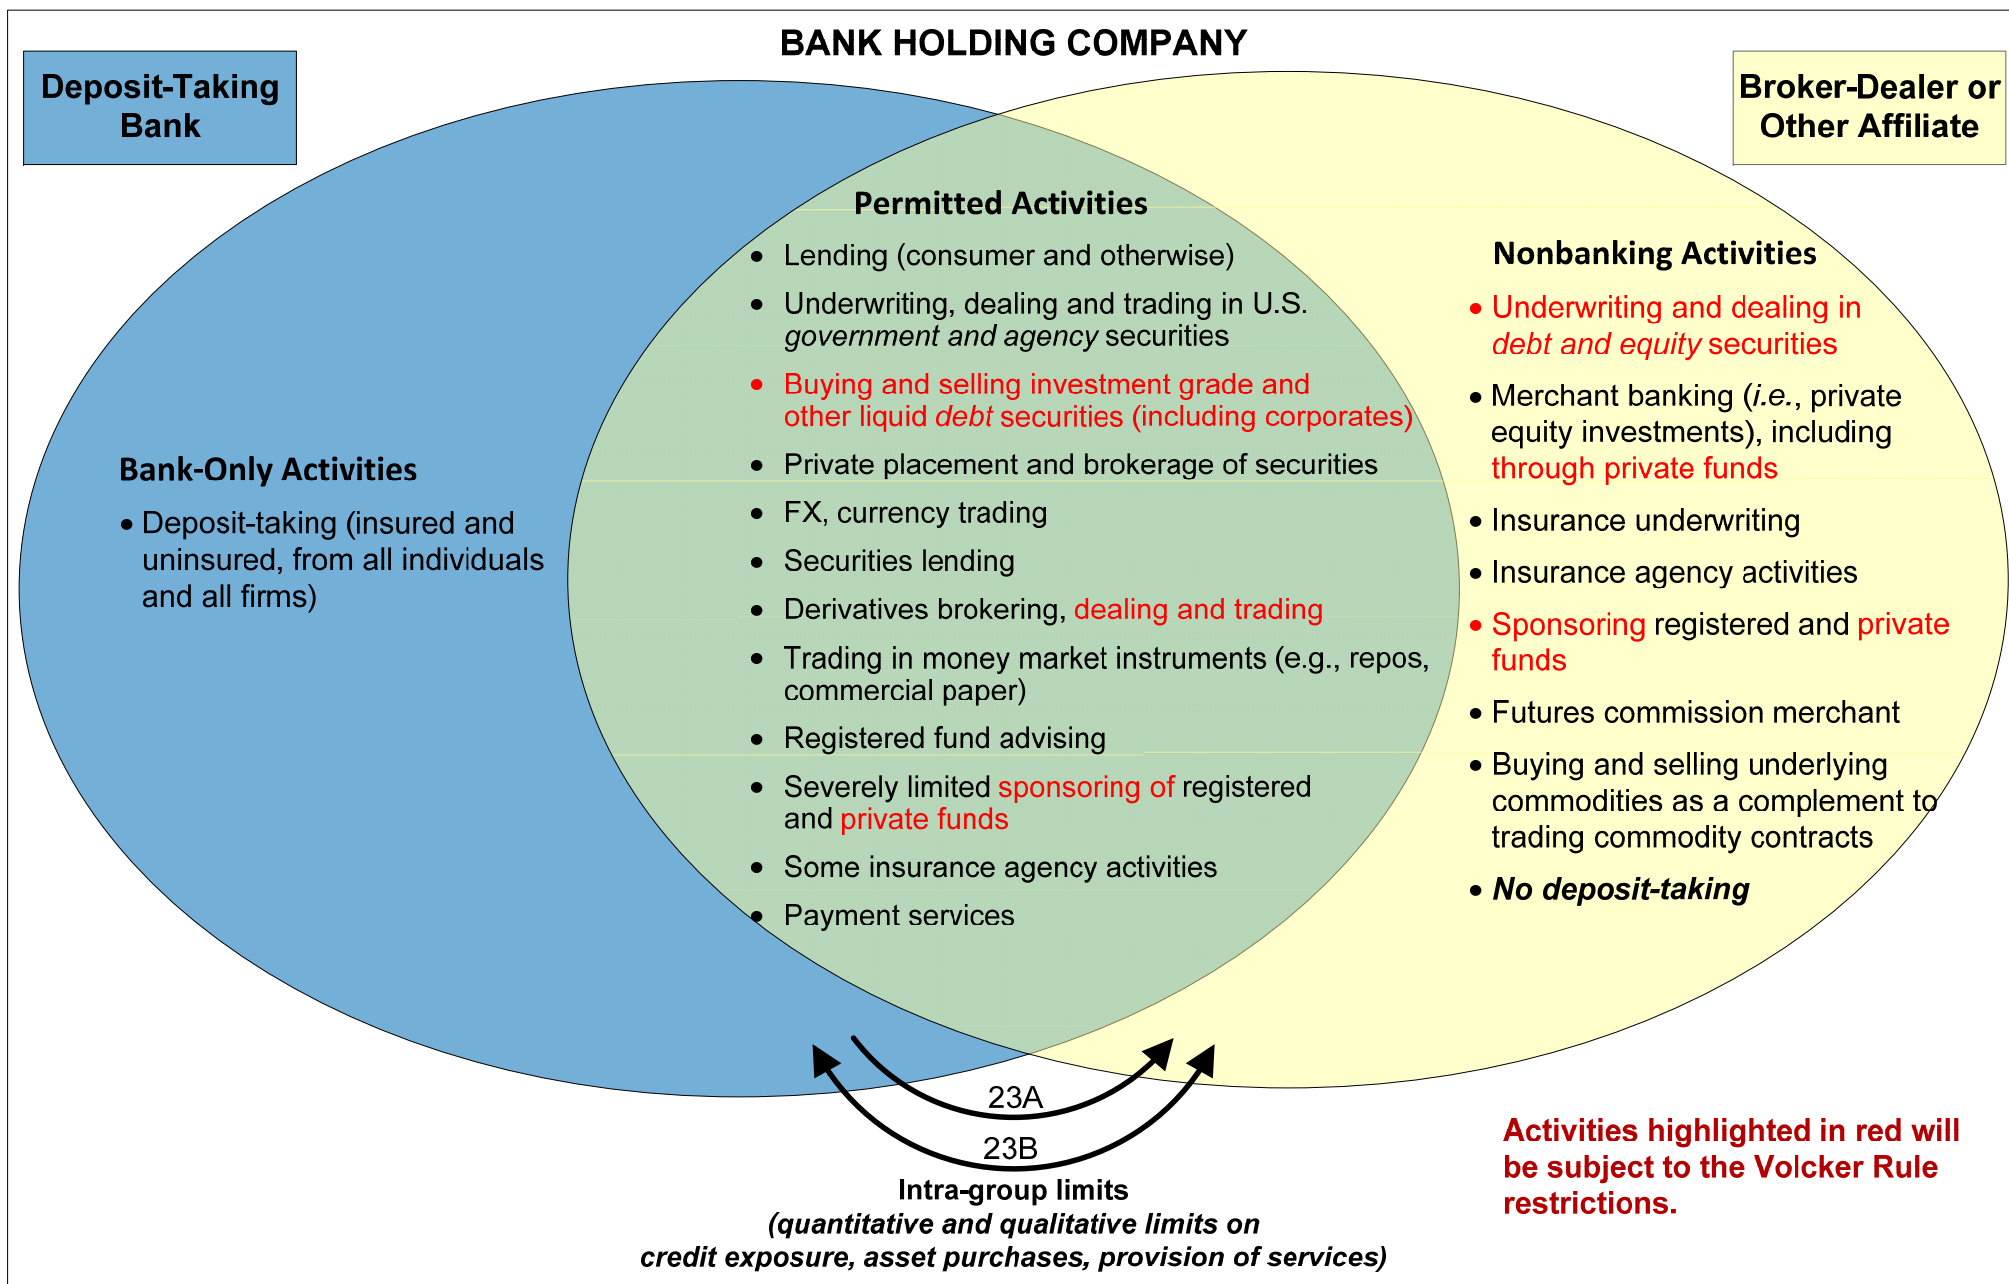 BANK HOLDING COMPANY
Deposit-Taking
Bank
Broker-Dealer or
Other Affiliate
Bank-Only Activities
• Deposit-taking (insured and
uninsured, from all individuals
and all firms)
Permitted Activities
• Lending (consumer and otherwise)
• Underwriting, dealing and trading in U.S.
government and agency securities
• Buying and selling investment grade and
other liquid debt securities (including corporates)
• Private placement and brokerage of securities
• FX, currency trading
• Securities lending
• Derivatives brokering, dealing and trading
• Trading in money market instruments (e.g., repos,
commercial paper)
• Registered fund advising
• Severely limited sponsoring of registered
and private funds
• Some insurance agency activities
• Payment services
Nonbanking Activities
• Underwriting and dealing in
debt and equity securities
• Merchant banking (i.e., private
equity investments), including
through private funds
• Insurance underwriting
• Insurance agency activities
• Sponsoring registered and private
funds
• Futures commission merchant
• Buying and selling underlying
commodities as a complement to
trading commodity contracts
• No deposit-taking
23A
23B
Intra-group limits
(quantitative and qualitative limits on
credit exposure, asset purchases, provision of services)
Activities highlighted in red will
be subject to the Volcker Rule
restrictions.